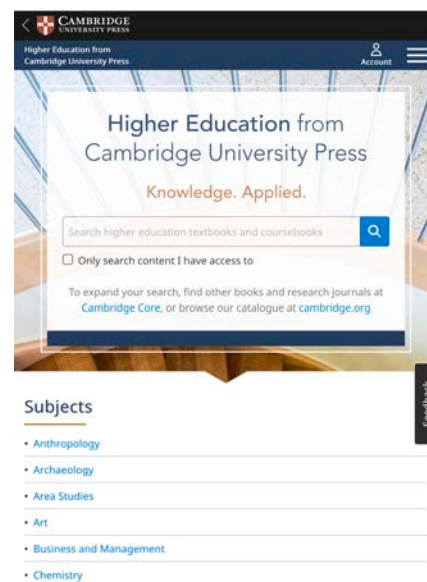 CAMBRIDGE
UNIVERSITY PRESS
Higher Education from
Cambridge University Press
Account
Higher Education from
Cambridge University Press
Knowledge. Applied.
Search higher education textbooks and coursebooks
Only search content I have access to
To expand your search, find other books and research journals at
Cambridge Core, or browse our catalogue at cambridge.org
Feedback
Subjects
• Anthropology
• Archaeology
• Area Studies
• Art
• Business and Management
• Chemistry